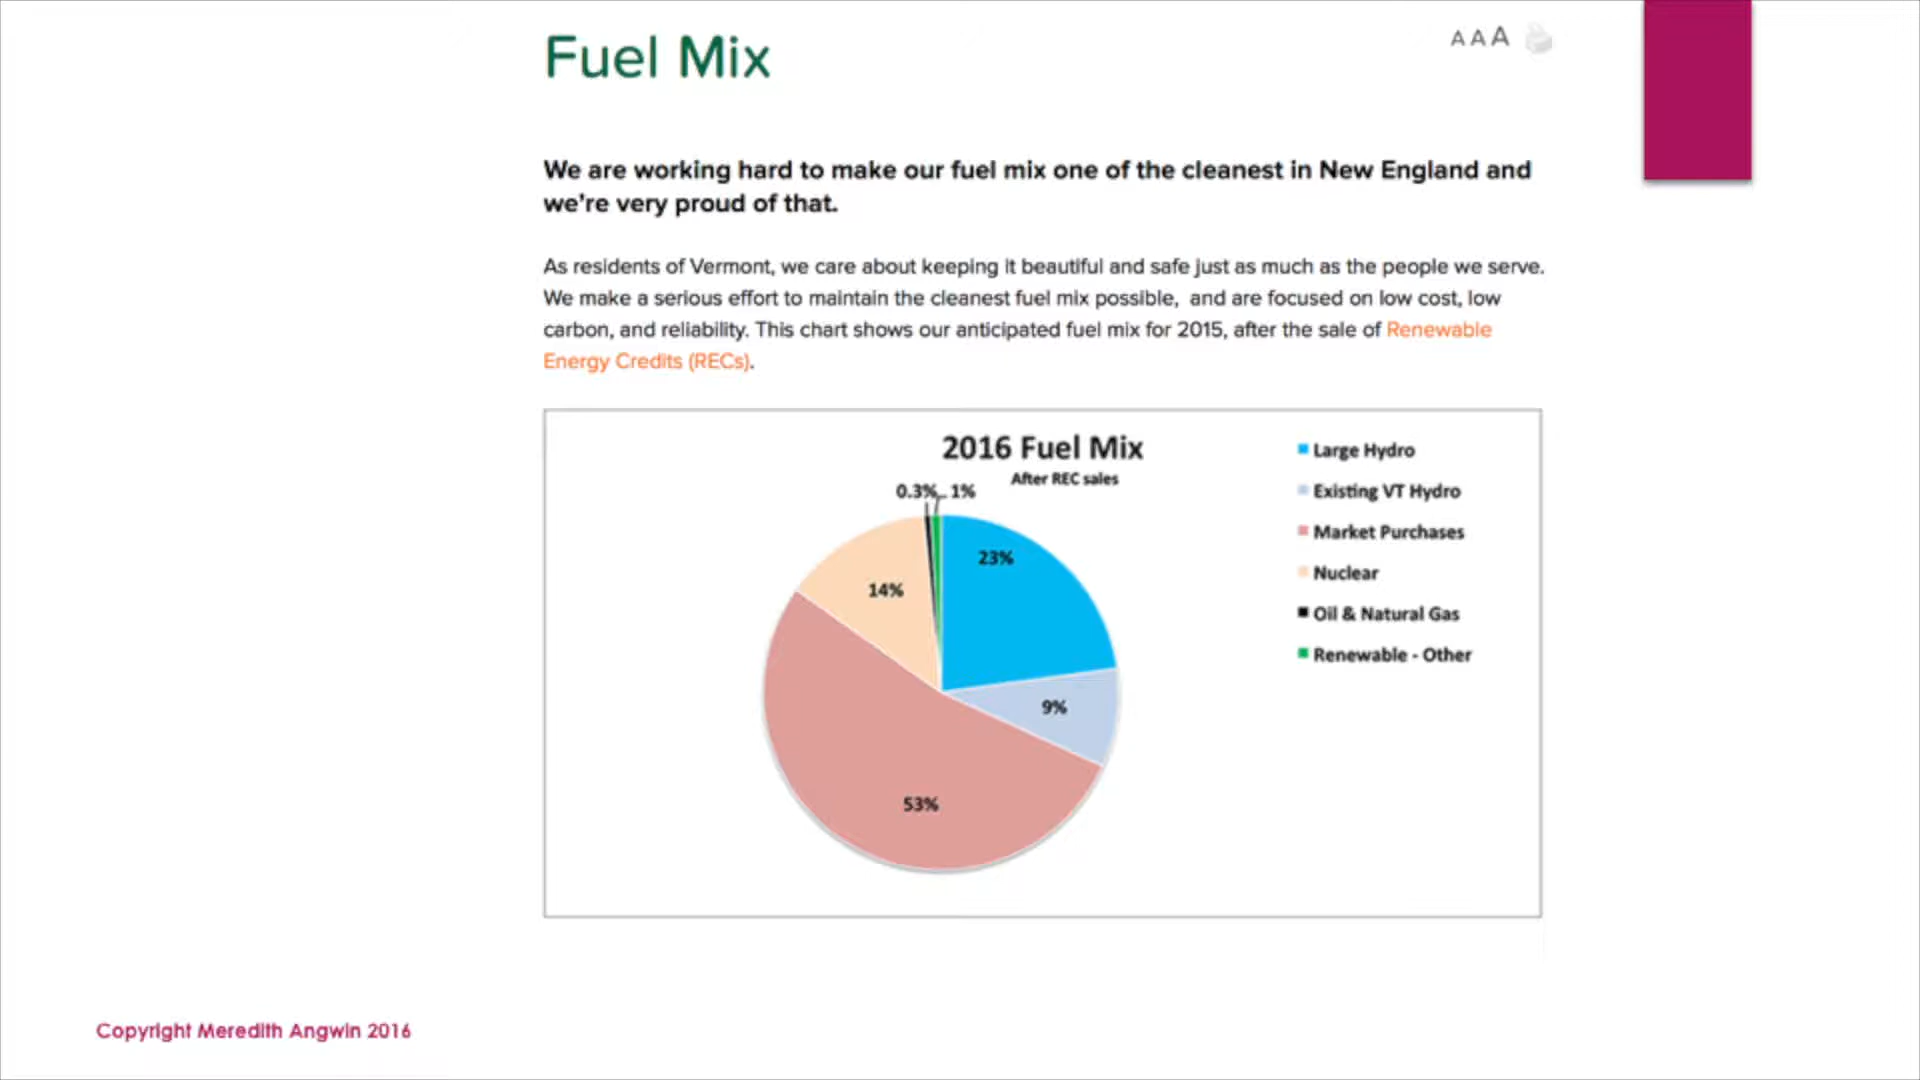 Fuel Mix
A A A
We are working hard to make our fuel mix one of the cleanest in New England and
we're very proud of that.
As residents of Vermont, we care about keeping it beautiful and safe just as much as the people we serve.
We make a serious effort to maintain the cleanest fuel mix possible, and are focused on low cost, low
carbon, and reliability. This chart shows our anticipated fuel mix for 2015, after the sale of Renewable
Energy Credits (RECs).
2016 Fuel Mix
After REC sales
0.3%
1%
23%
14%
9%
53%
Large Hydro
Existing VT Hydro
Market Purchases
Nuclear
Oil & Natural Gas
Renewable - Other
Copyright Meredith Angwin 2016